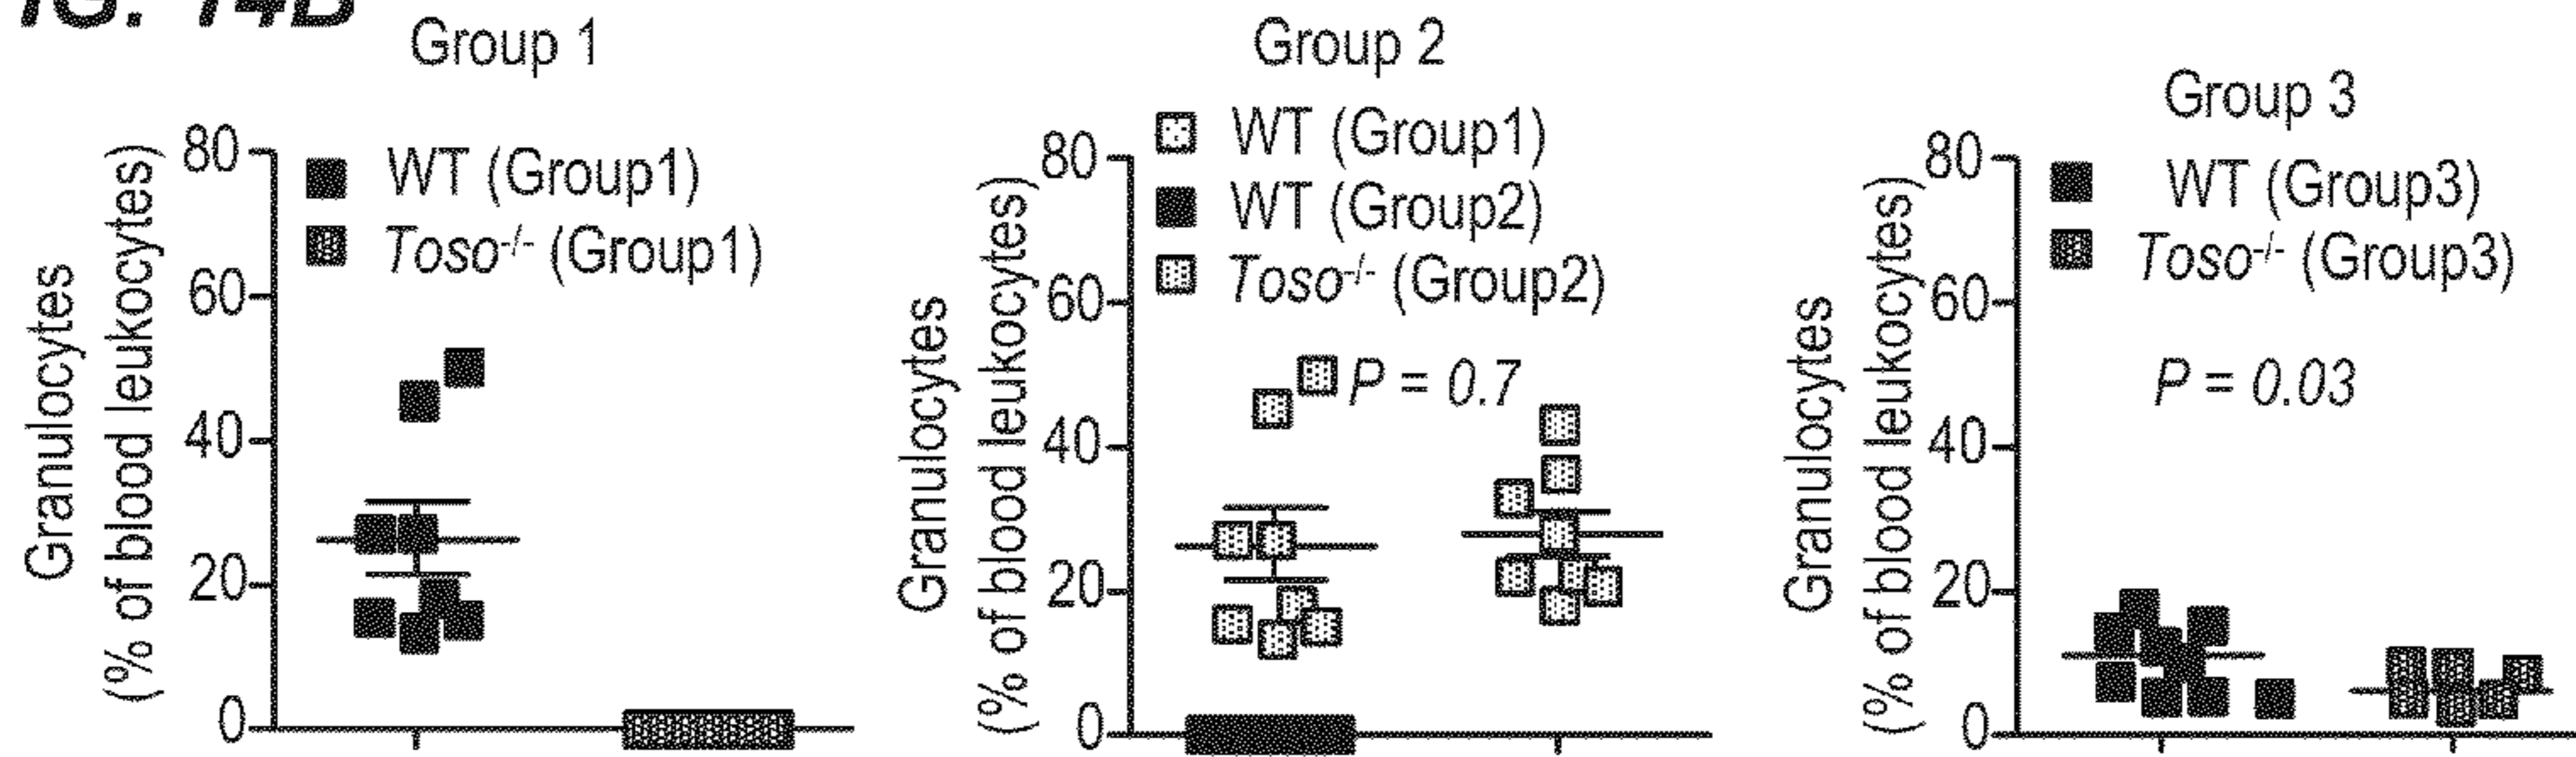 FIG. 14B
Group 1
Granulocytes
(% of blood leukocytes)
80
60
40
20
0
WT (Group1)
Toso-/- (Group1)
Group 2
Granulocytes
(% of blood leukocytes)
80
60
40
20
0
WT (Group1)
WT (Group2)
Toso-/- (Group2)
P = 0.7
Group 3
Granulocytes
(% of blood leukocytes)
80
60
40
20
0
WT (Group3)
Toso-/- (Group3)
P = 0.03